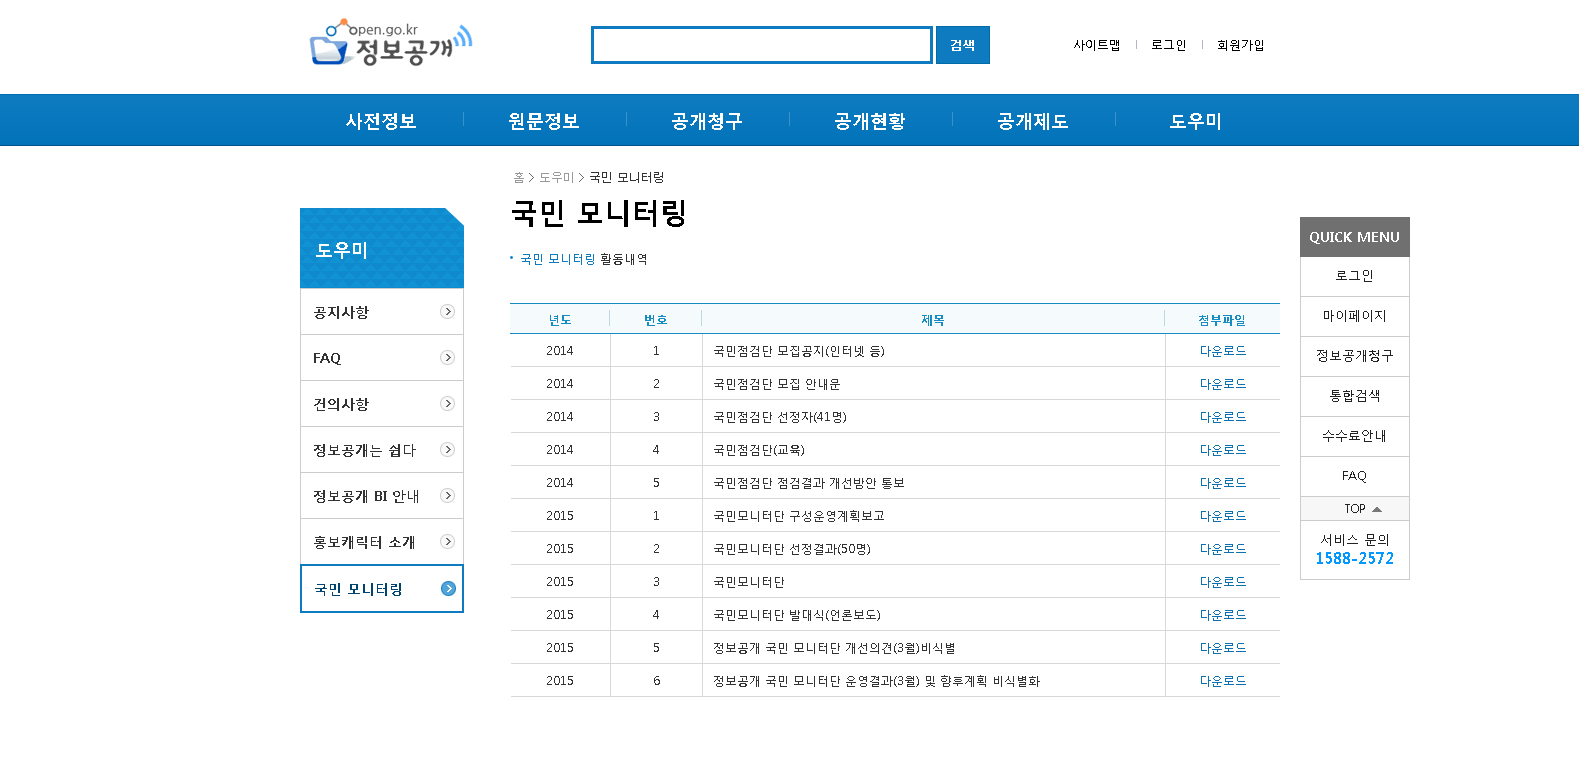 open.go.kr
정보공개
검색
사이트맵
로그인
회원가입
사전정보 원문정보 공개청구 공개현황 공개제도 도우미
홈 > 도우미 > 국민 모니터링
국민 모니터링
국민 모니터링 활동내역
도우미
공지사항
FAQ
건의사항
정보공개는 쉽다
정보공개 BI 안내
홍보캐릭터 소개
국민 모니터링
년도 번호 제목 첨부파일
2014 1 국민점검단 모집공지(인터넷 등) 다운로드
2014 2 국민점검단 모집 안내문 다운로드
2014 3 국민점검단 선정자(41명) 다운로드
2014 4 국민점검단(교육) 다운로드
2014 5 국민점검단 점검결과 개선방안 통보 다운로드
2015 1 국민모니터단 구성운영계획보고 다운로드
2015 2 국민모니터단 선정결과(50명) 다운로드
2015 3 국민모니터단 다운로드
2015 4 국민모니터단 발대식(언론보도) 다운로드
2015 5 정보공개 국민 모니터단 개선의견(3월)비식별 다운로드
2015 6 정보공개 국민 모니터단 운영결과(3월) 및 향후계획 비식별화 다운로드
QUICK MENU
로그인
마이페이지
정보공개청구
통합검색
수수료안내
FAQ
TOP
서비스 문의
1588-2572